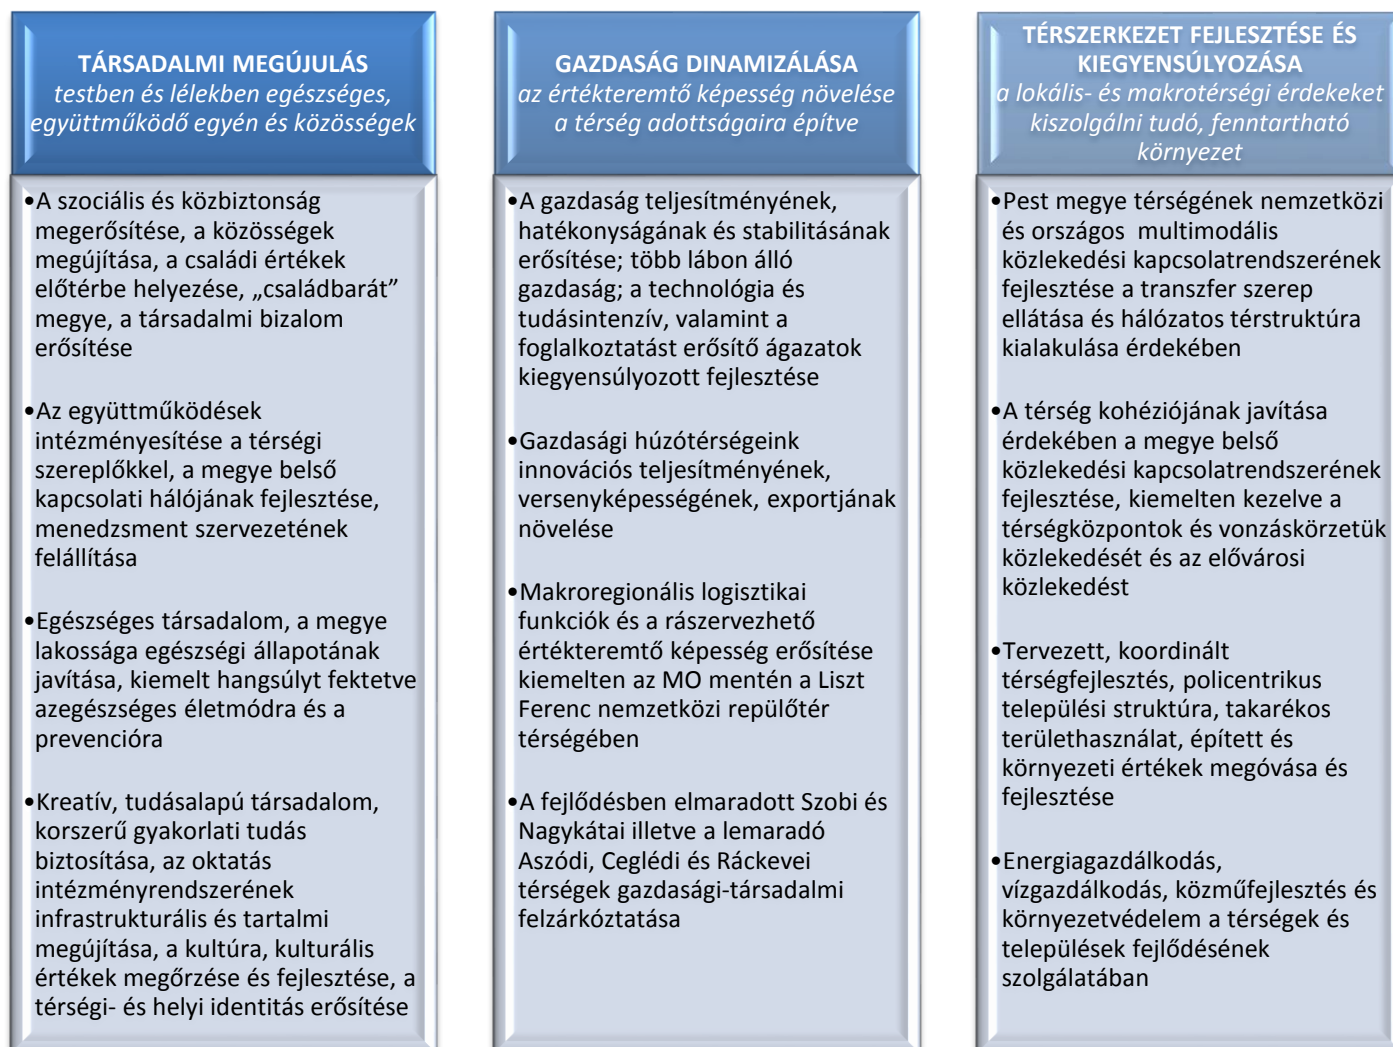 TÁRSADALMI MEGÚJULÁS
testben és lélekben egészséges,
együttműködő egyén és közösségek
•A szociális és közbiztonság
megerősítése, a közösségek
megújítása, a családi értékek
előtérbe helyezése, „családbarát”
megye, a társadalmi bizalom
erősítése
•Az együttműködések
intézményesítése a térségi
szereplőkkel, a megye belső
kapcsolati hálójának fejlesztése,
menedzsment szervezetének
felállítása
•Egészséges társadalom, a megye
lakossága egészségi állapotának
javítása, kiemelt hangsúlyt fektetve
azegészséges életmódra és a
prevencióra
•Kreatív, tudásalapú társadalom,
korszerű gyakorlati tudás
biztosítása, az oktatás
intézményrendszerének
infrastrukturális és tartalmi
megújítása, a kultúra, kulturális
értékek megőrzése és fejlesztése, a
térségi- és helyi identitás erősítése
GAZDASÁG DINAMIZÁLÁSA
az értékteremtő képesség növelése
a térség adottságaira építve
•A gazdaság teljesítményének,
hatékonyságának és stabilitásának
erősítése; több lábon álló
gazdaság; a technológia és
tudásintenzív, valamint a
foglalkoztatást erősítő ágazatok
kiegyensúlyozott fejlesztése
•Gazdasági húzótérségeink
innovációs teljesítményének,
versenyképességének, exportjának
növelése
•Makroregionális logisztikai
funkciók és a rászervezhető
értékteremtő képesség erősítése
kiemelten az MO mentén a Liszt
Ferenc nemzetközi repülőtér
térségében
•A fejlődésben elmaradott Szobi és
Nagykátai illetve a lemaradó
Aszódi, Ceglédi és Ráckevei
térségek gazdasági-társadalmi
felzárkóztatása
TÉRSZERKEZET FEJLESZTÉSE ÉS
KIEGYENSÚLYOZÁSA
a lokális- és makrotérségi érdekeket
kiszolgálni tudó, fenntartható
környezet
•Pest megye térségének nemzetközi
és országos multimodális
közlekedési kapcsolatrendszerének
fejlesztése a transzfer szerep
ellátása és hálózatos térstruktúra
kialakulása érdekében
•A térség kohéziójának javítása
érdekében a megye belső
közlekedési kapcsolatrendszerének
fejlesztése, kiemelten kezelve a
térségközpontok és vonzáskörzetük
közlekedését és az elővárosi
közlekedést
•Tervezett, koordinált
térségfejlesztés, policentrikus
települési struktúra, takarékos
területhasználat, épített és
környezeti értékek megóvása és
fejlesztése
•Energiagazdálkodás,
vízgazdálkodás, közműfejlesztés és
környezetvédelem a térségek és
települések fejlődésének
szolgálatában